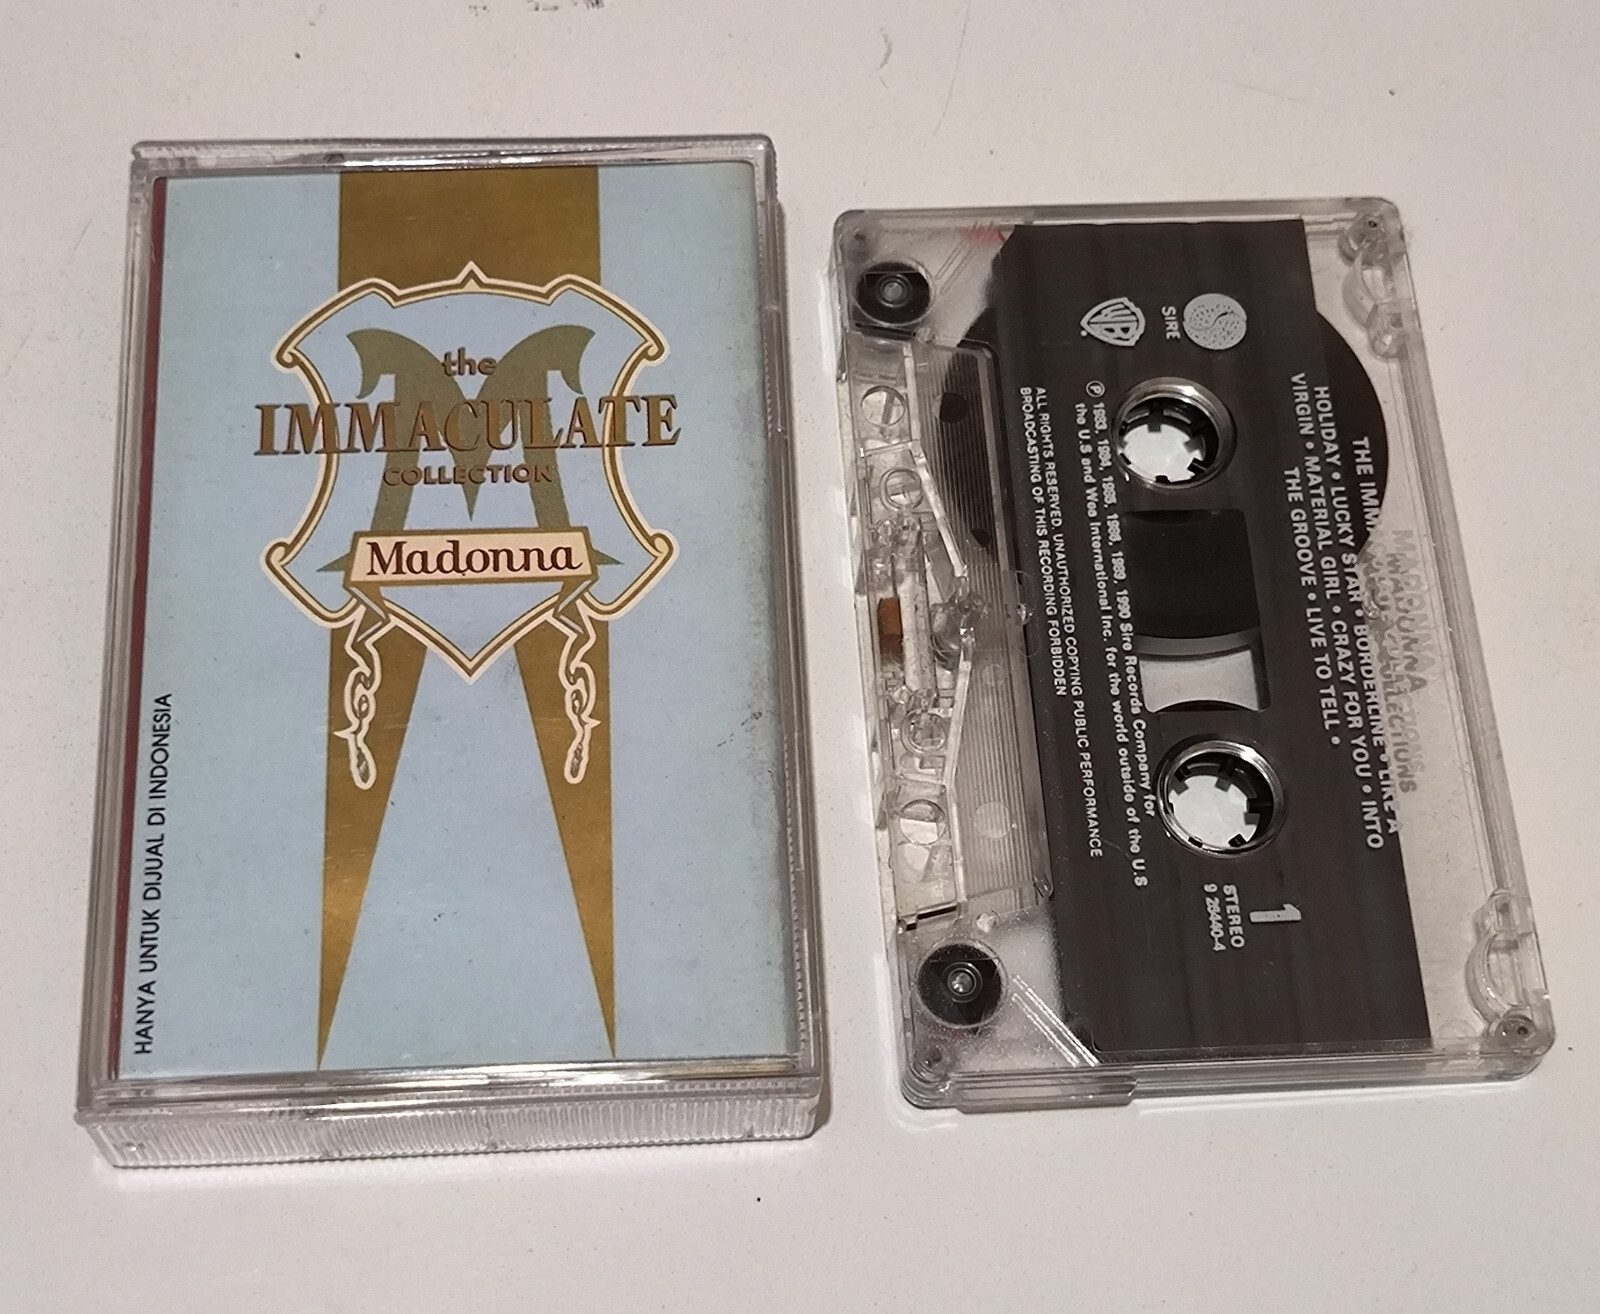 the
IMMACULATE
COLLECTION
Madonna
HANYA UNTUK DIJUAL DI INDONESIA
MADONNA
THE IMM
HOLIDAY • LUCKY STAR • BORDERLINE • LIKE A
VIRGIN • MATERIAL GIRL • CRAZY FOR YOU • INTO
THE GROOVE • LIVE TO TELL •
SIRE
WB
1
STEREO
9 26440-4
Ⓟ 1983, 1984, 1985, 1986, 1989, 1990 Sire Records Company for
the U.S and Wea International Inc. for the world outside of the U.S
ALL RIGHTS RESERVED. UNAUTHORIZED COPYING PUBLIC PERFORMANCE
BROADCASTING OF THIS RECORDING FORBIDDEN